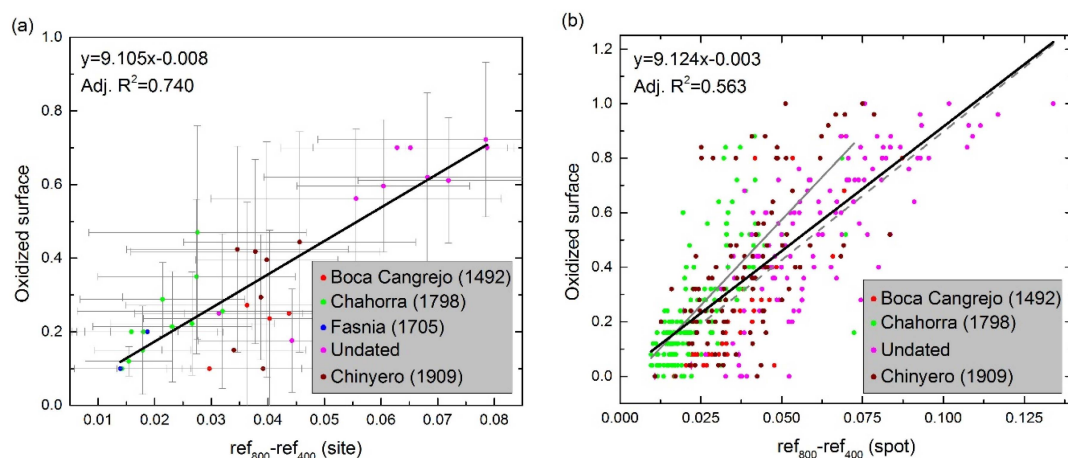 (a)
y=9.105x-0.008
Adj. R²=0.740
Oxidized surface
1.0
0.8
0.6
0.4
0.2
0.0
Boca Cangrejo (1492)
Chahorra (1798)
Fasnia (1705)
Undated
Chinyero (1909)
0.01 0.02 0.03 0.04 0.05 0.06 0.07 0.08
ref₈₀₀-ref₄₀₀ (site)
(b)
y=9.124x-0.003
Adj. R²=0.563
Oxidized surface
1.2
1.0
0.8
0.6
0.4
0.2
0.0
Boca Cangrejo (1492)
Chahorra (1798)
Undated
Chinyero (1909)
0.000 0.025 0.050 0.075 0.100 0.125
ref₈₀₀-ref₄₀₀ (spot)